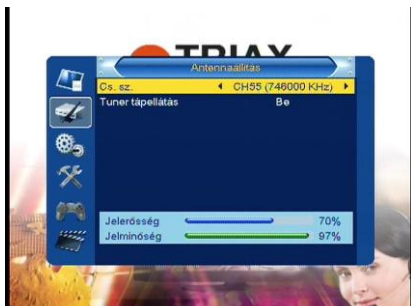 TRIAX
Antennaállítás
Cs. sz. CH55 (746000 KHz)
Tuner tápellátás Be
Jelerősség 70%
Jelminőség 97%